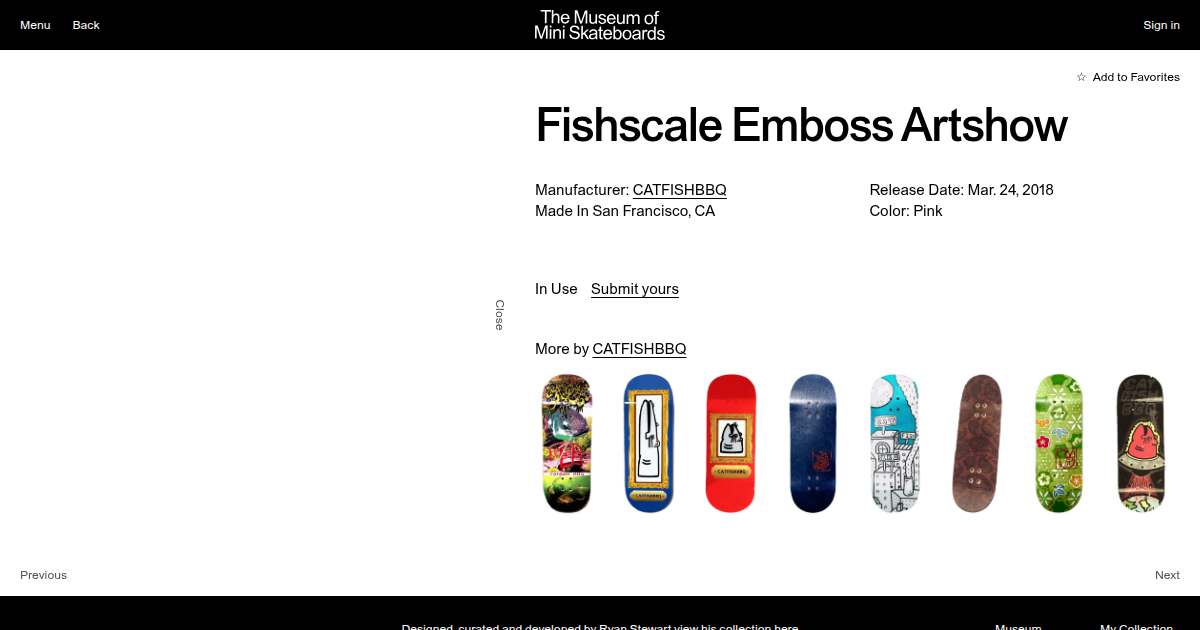 Menu
Back
The Museum of
Mini Skateboards
Sign in
☆ Add to Favorites
Fishscale Emboss Artshow
Manufacturer: CATFISHBBQ
Made In San Francisco, CA
Release Date: Mar. 24, 2018
Color: Pink
In Use
Submit yours
Close
More by CATFISHBBQ
CATFISHBBQ
CATFISHBBQ
Previous
Next
Designed, curated and developed by Ryan Stewart view his collection here
Museum
My Collection